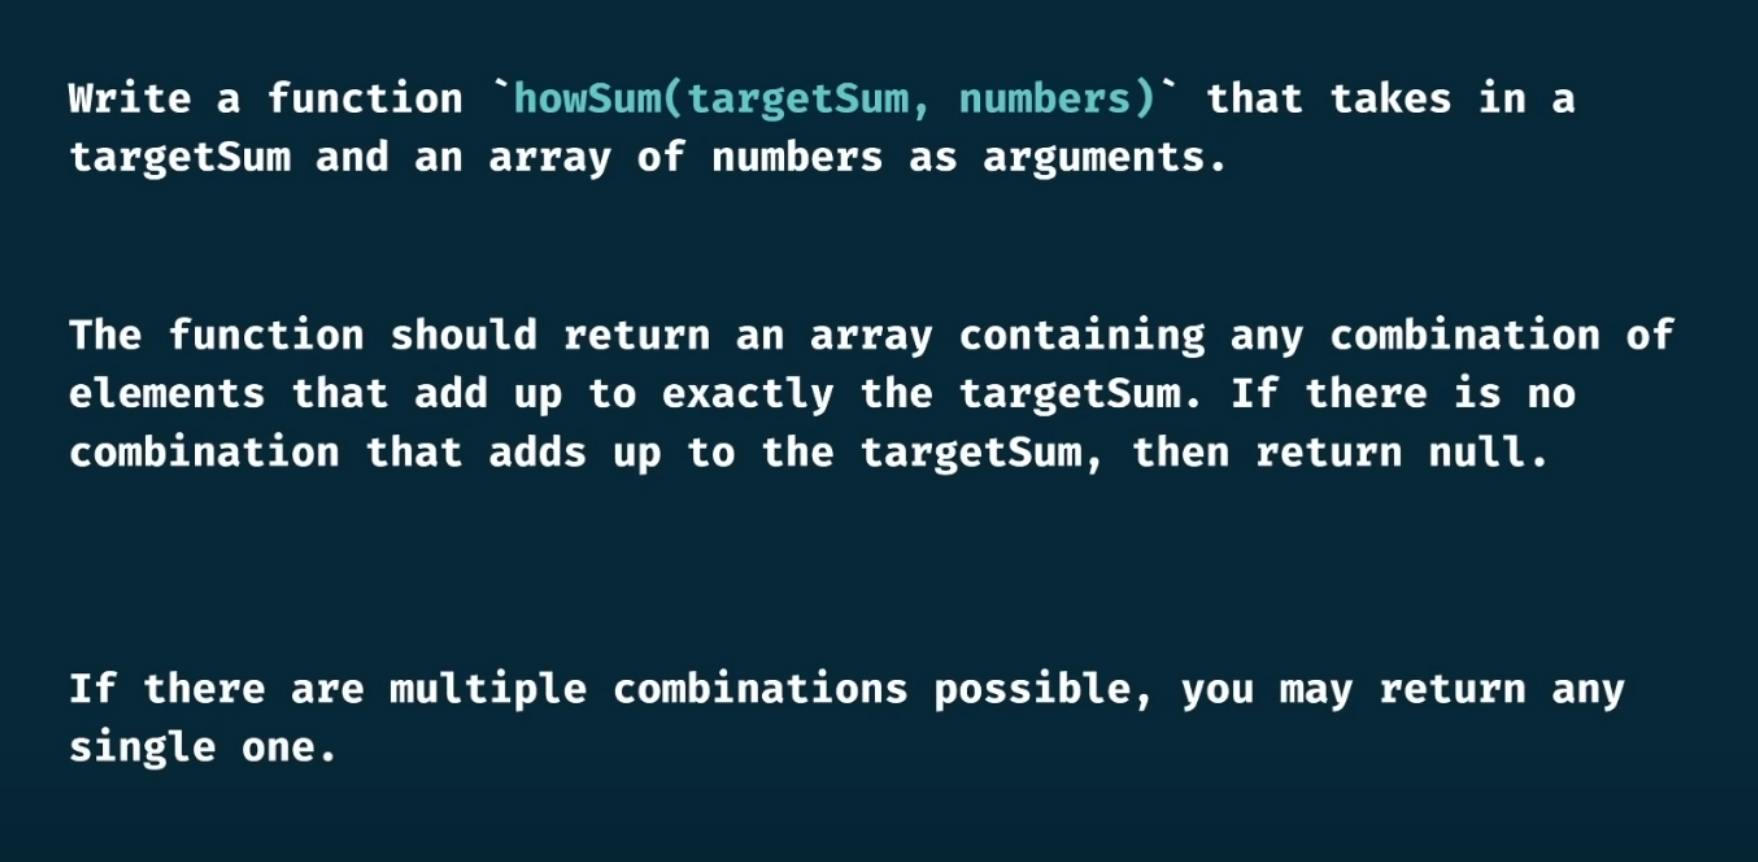 Write a function `howSum(targetSum, numbers)` that takes in a
targetSum and an array of numbers as arguments.
The function should return an array containing any combination of
elements that add up to exactly the targetSum. If there is no
combination that adds up to the targetSum, then return null.
If there are multiple combinations possible, you may return any
single one.